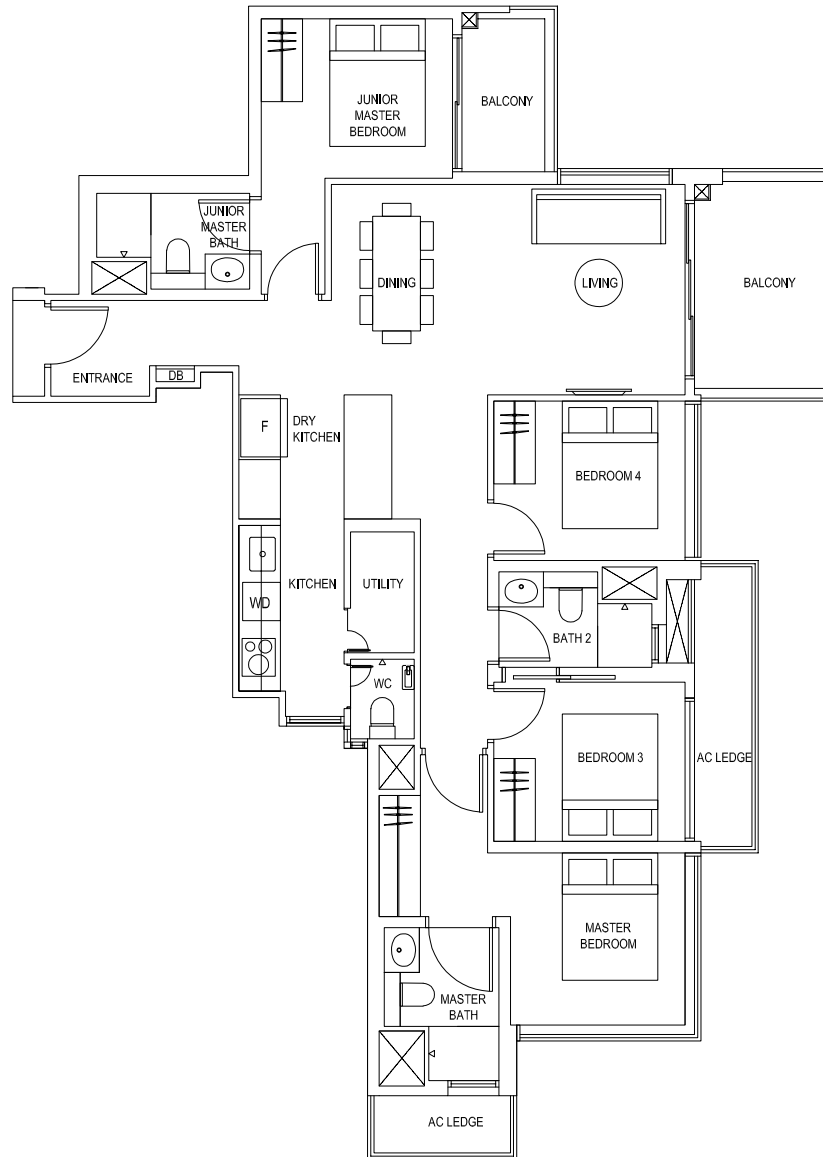 JUNIOR
MASTER
BEDROOM
BALCONY
JUNIOR
MASTER
BATH
DINING
LIVING
BALCONY
ENTRANCE
DB
F
DRY
KITCHEN
BEDROOM 4
KITCHEN
UTILITY
WD
BATH 2
WC
BEDROOM 3
AC LEDGE
MASTER
BEDROOM
MASTER
BATH
AC LEDGE